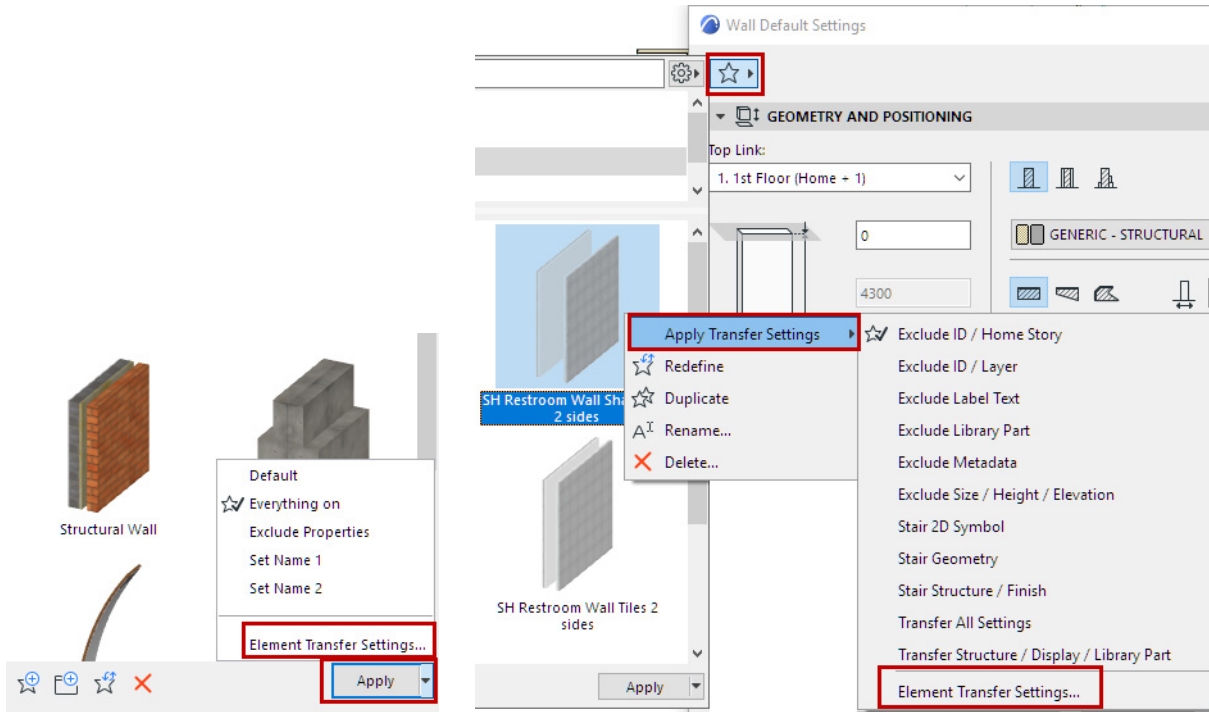 Structural Wall
Default
Everything on
Exclude Properties
Set Name 1
Set Name 2
Element Transfer Settings...
Apply
Wall Default Settings
GEOMETRY AND POSITIONING
Top Link:
1. 1st Floor (Home + 1)
0
GENERIC - STRUCTURAL
4300
SH Restroom Wall
2 sides
SH Restroom Wall Tiles 2
sides
Apply
Apply Transfer Settings
Redefine
Duplicate
Rename...
Delete...
Exclude ID / Home Story
Exclude ID / Layer
Exclude Label Text
Exclude Library Part
Exclude Metadata
Exclude Size / Height / Elevation
Stair 2D Symbol
Stair Geometry
Stair Structure / Finish
Transfer All Settings
Transfer Structure / Display / Library Part
Element Transfer Settings...